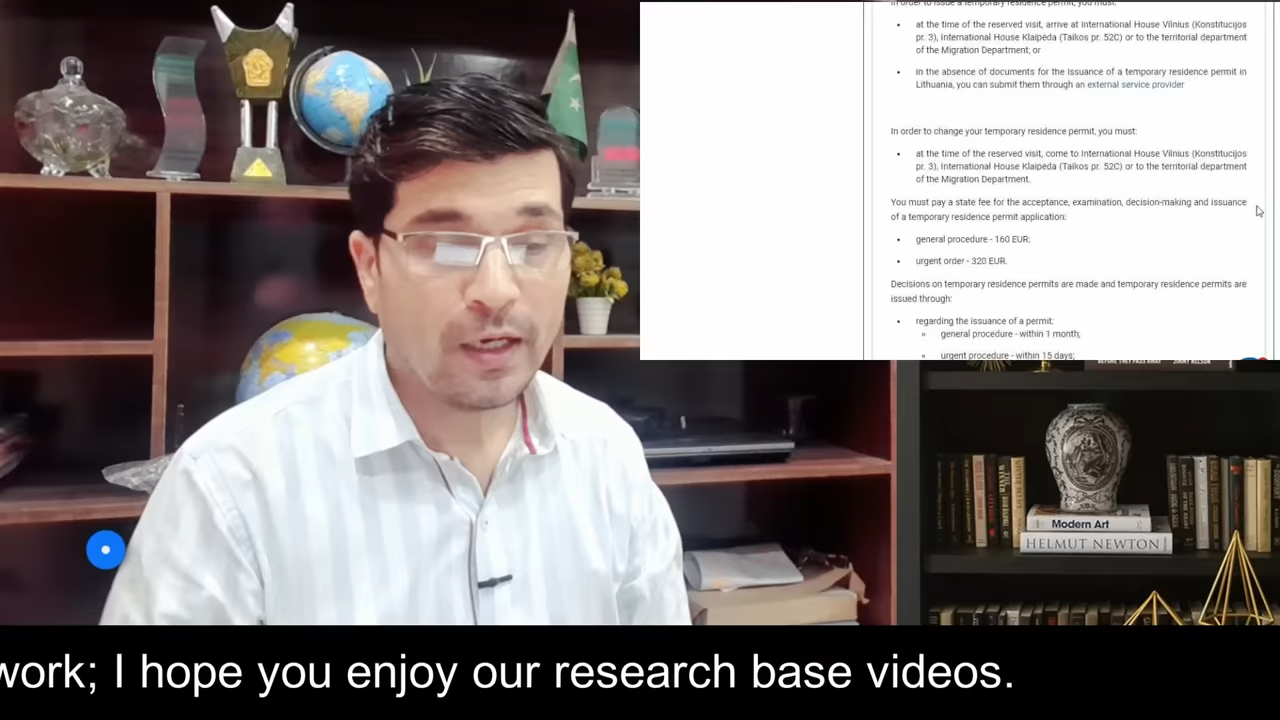 In order to issue a temporary residence permit, you must:
• at the time of the reserved visit, arrive at International House Vilnius (Konstitucijos
pr. 3), International House Klaipėda (Taikos pr. 52C) or to the territorial department
of the Migration Department; or
• in the absence of documents for the issuance of a temporary residence permit in
Lithuania, you can submit them through an external service provider
In order to change your temporary residence permit, you must:
• at the time of the reserved visit, come to International House Vilnius (Konstitucijos
pr. 3), International House Klaipėda (Taikos pr. 52C) or to the territorial department
of the Migration Department.
You must pay a state fee for the acceptance, examination, decision-making and issuance
of a temporary residence permit application:
• general procedure - 160 EUR;
• urgent order - 320 EUR.
Decisions on temporary residence permits are made and temporary residence permits are
issued through:
• regarding the issuance of a permit:
general procedure - within 1 month;
urgent procedure - within 15 days;
BEFORE THEY PASS AWAY JIMMY NELSON
Modern Art
HELMUT NEWTON
work; I hope you enjoy our research base videos.